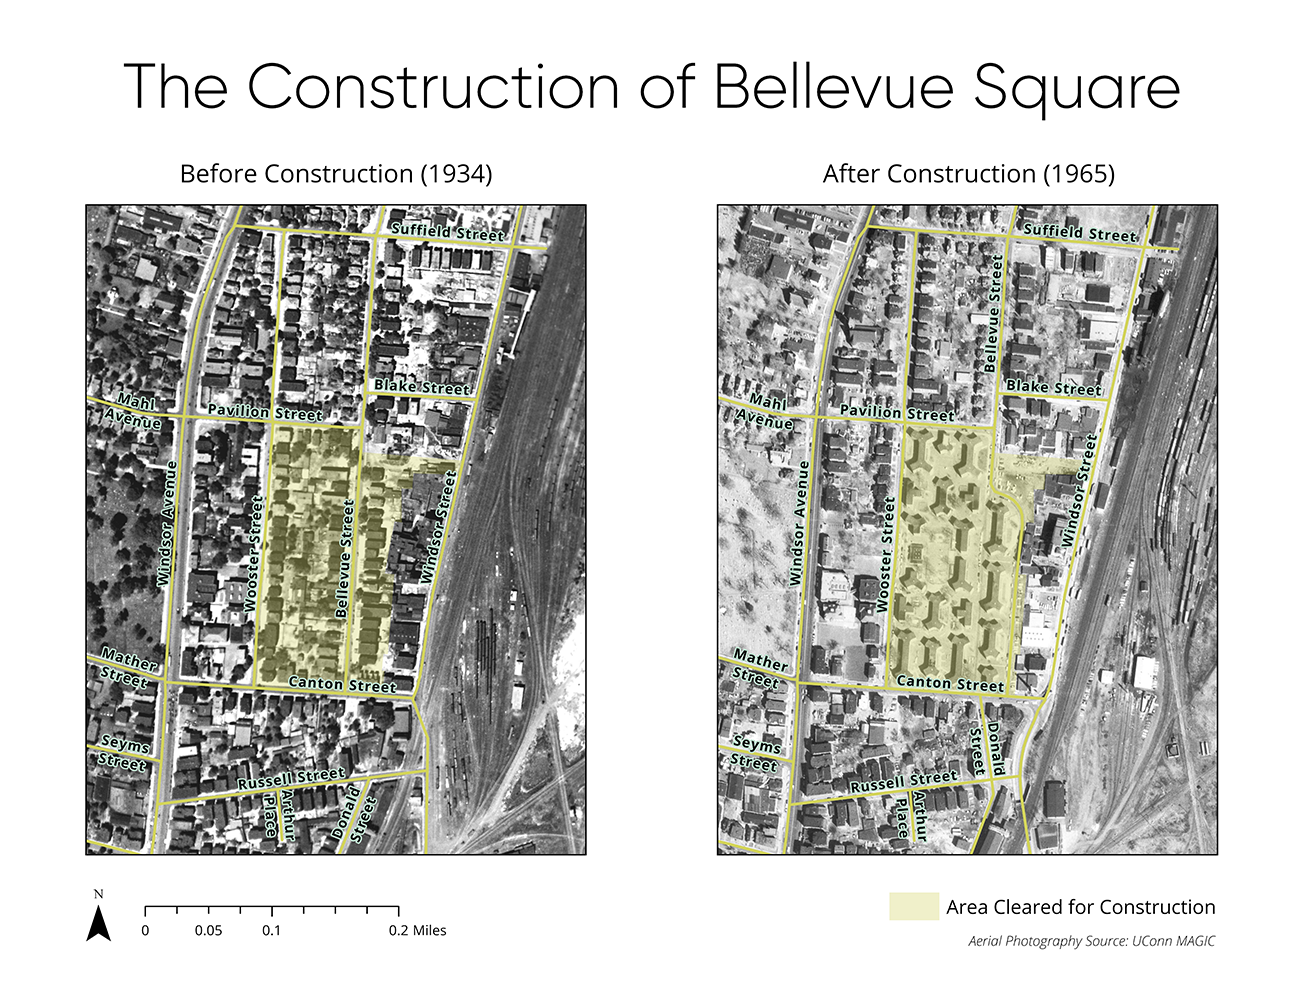 The Construction of Bellevue Square
Before Construction (1934)
Suffield Street
Blake Street
Mahl
Avenue
Pavilion Street
Windsor Avenue
Wooster Street
Bellevue Street
Windsor Street
Mather
Street
Canton Street
Seyms
Street
Russell Street
Arthur
Place
Donald
Street
After Construction (1965)
Suffield Street
Bellevue Street
Blake Street
Mahl
Avenue
Pavilion Street
Windsor Avenue
Wooster Street
Windsor Street
Mather
Street
Canton Street
Donald
Street
Seyms
Street
Russell Street
Arthur
Place
N
0 0.05 0.1 0.2 Miles
Area Cleared for Construction
Aerial Photography Source: UConn MAGIC